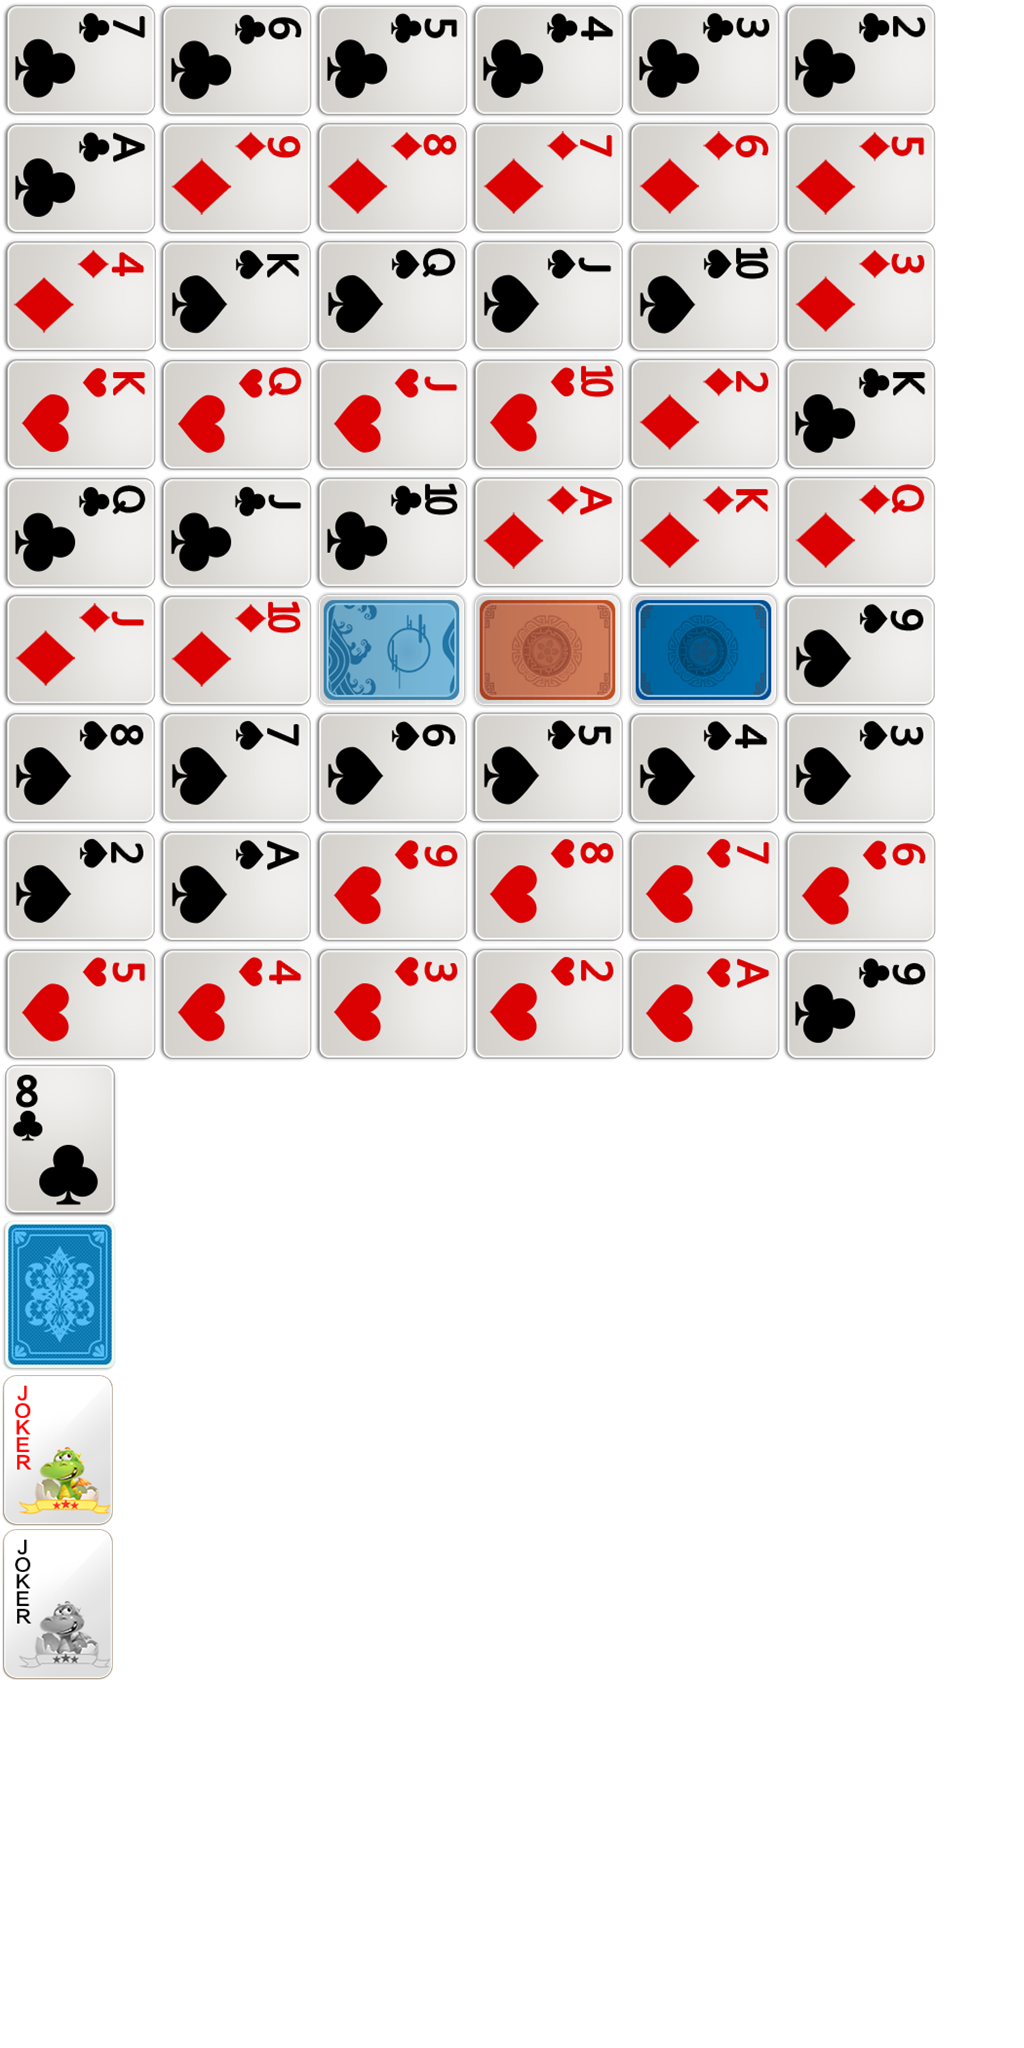 7 6 5 4 3 2
A 9 8 7 6 5
4 K Q J 10 3
K Q J 10 2 K
Q J 10 A K Q
J 10 9
8 7 6 5 4 3
2 A 9 8 7 6
5 4 3 2 A 9
8
JOKER
JOKER